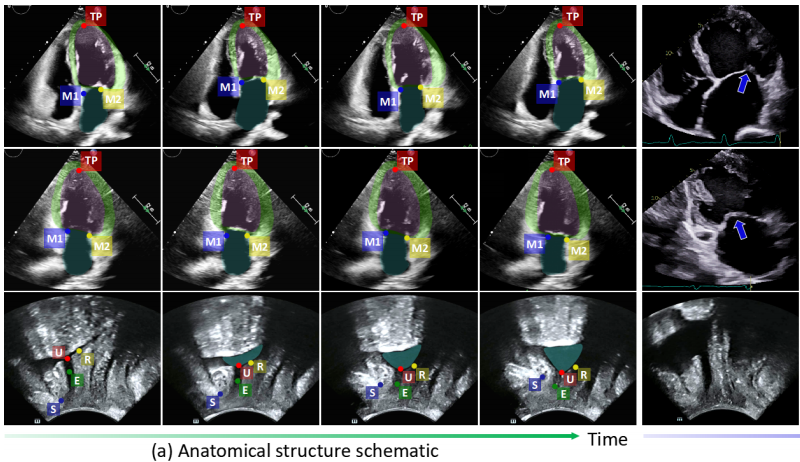 TP TP TP TP
M1 M2 M1 M2 M1 M2 M1 M2
TP TP TP TP
M1 M2 M1 M2 M1 M2 M1 M2
U R U R U R U R
E E E E
S S S S
Time
(a) Anatomical structure schematic